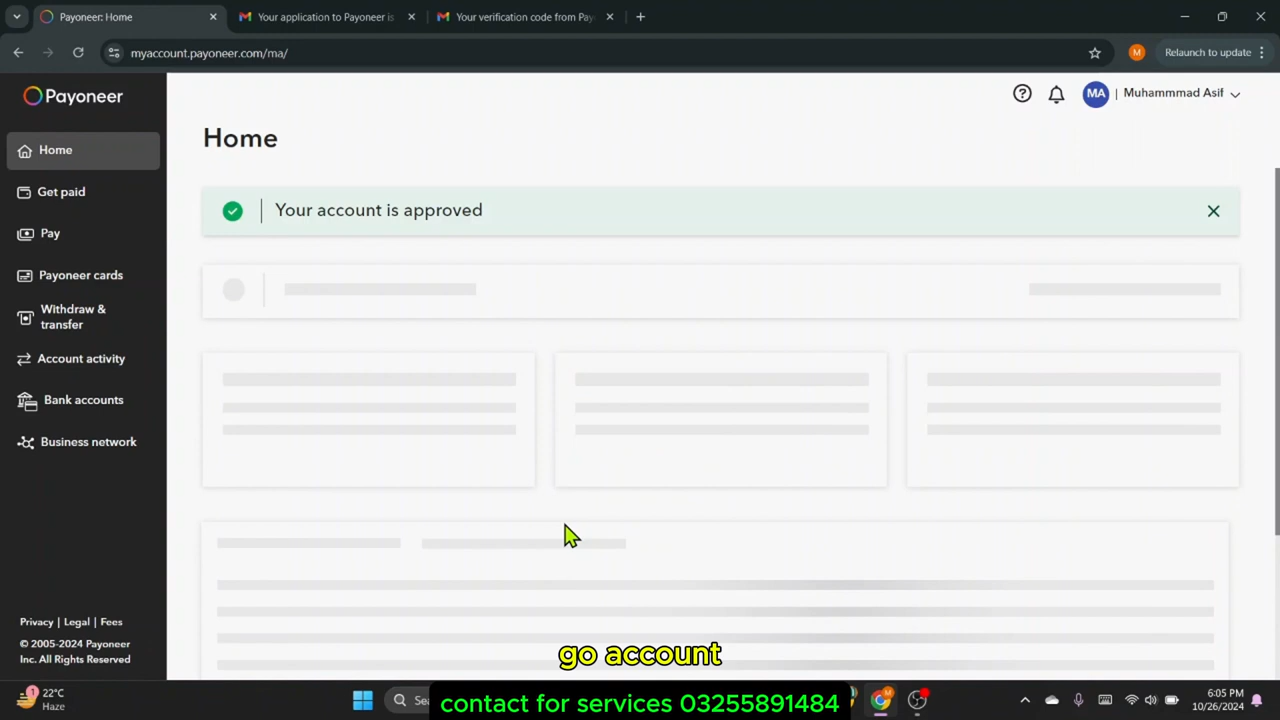 Payoneer: Home
Your application to Payoneer is
Your verification code from Pay
myaccount.payoneer.com/ma/
M
Relaunch to update
Payoneer
MA
Muhammmad Asif
Home
Home
Your account is approved
Get paid
Pay
Payoneer cards
Withdraw &
transfer
Account activity
Bank accounts
Business network
Privacy | Legal | Fees
© 2005-2024 Payoneer
Inc. All Rights Reserved
go account
contact for services 03255891484
1
22°C
Haze
Sea
6:05 PM
10/26/2024